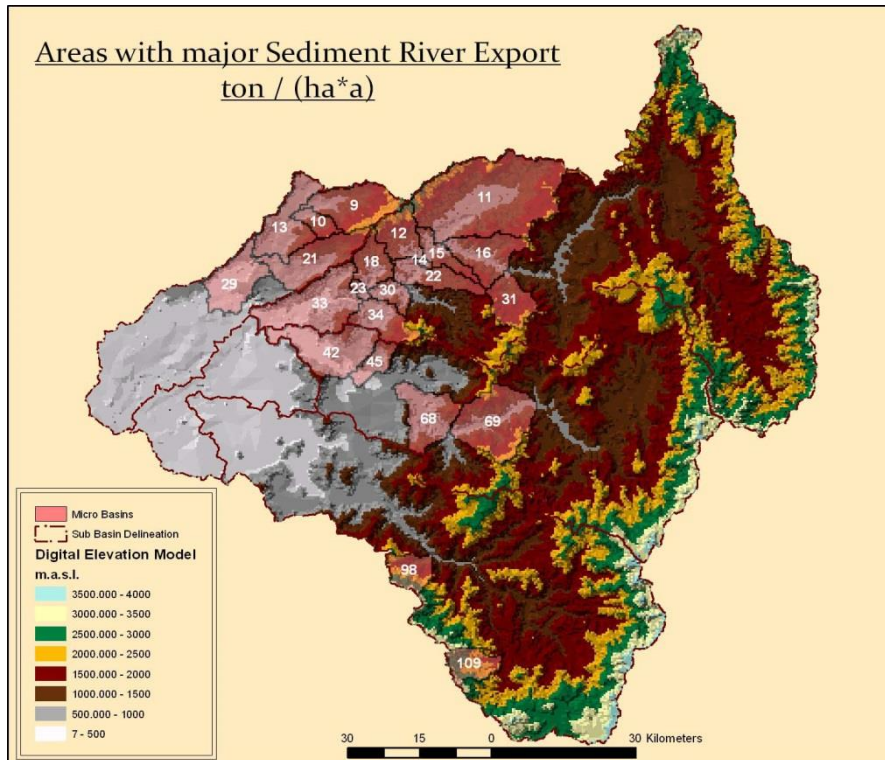 Areas with major Sediment River Export
ton / (ha*a)
11
9
13
10
12
15
16
14
21
18
22
29
23
30
31
33
34
42
45
68
69
98
109
Micro Basins
Sub Basin Delineation
Digital Elevation Model
m.a.s.l.
3500.000 - 4000
3000.000 - 3500
2500.000 - 3000
2000.000 - 2500
1500.000 - 2000
1000.000 - 1500
500.000 - 1000
7 - 500
30 15 0 30 Kilometers